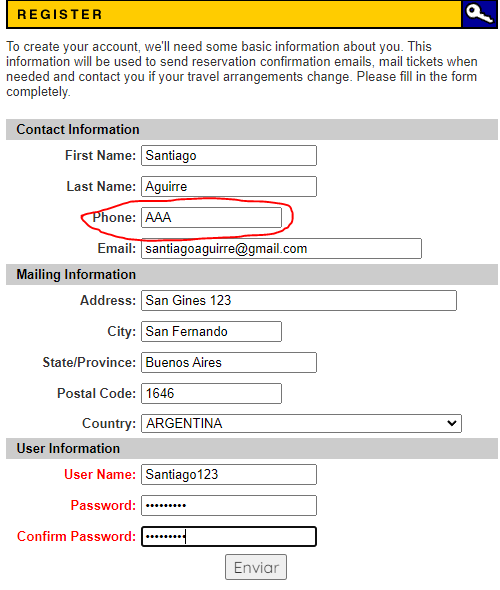 REGISTER
To create your account, we'll need some basic information about you. This
information will be used to send reservation confirmation emails, mail tickets when
needed and contact you if your travel arrangements change. Please fill in the form
completely.
Contact Information
First Name: Santiago
Last Name: Aguirre
Phone: AAA
Email: santiagoaguirre@gmail.com
Mailing Information
Address: San Gines 123
City: San Fernando
State/Province: Buenos Aires
Postal Code: 1646
Country: ARGENTINA
User Information
User Name: Santiago123
Password: •••••••••
Confirm Password: •••••••••
Enviar